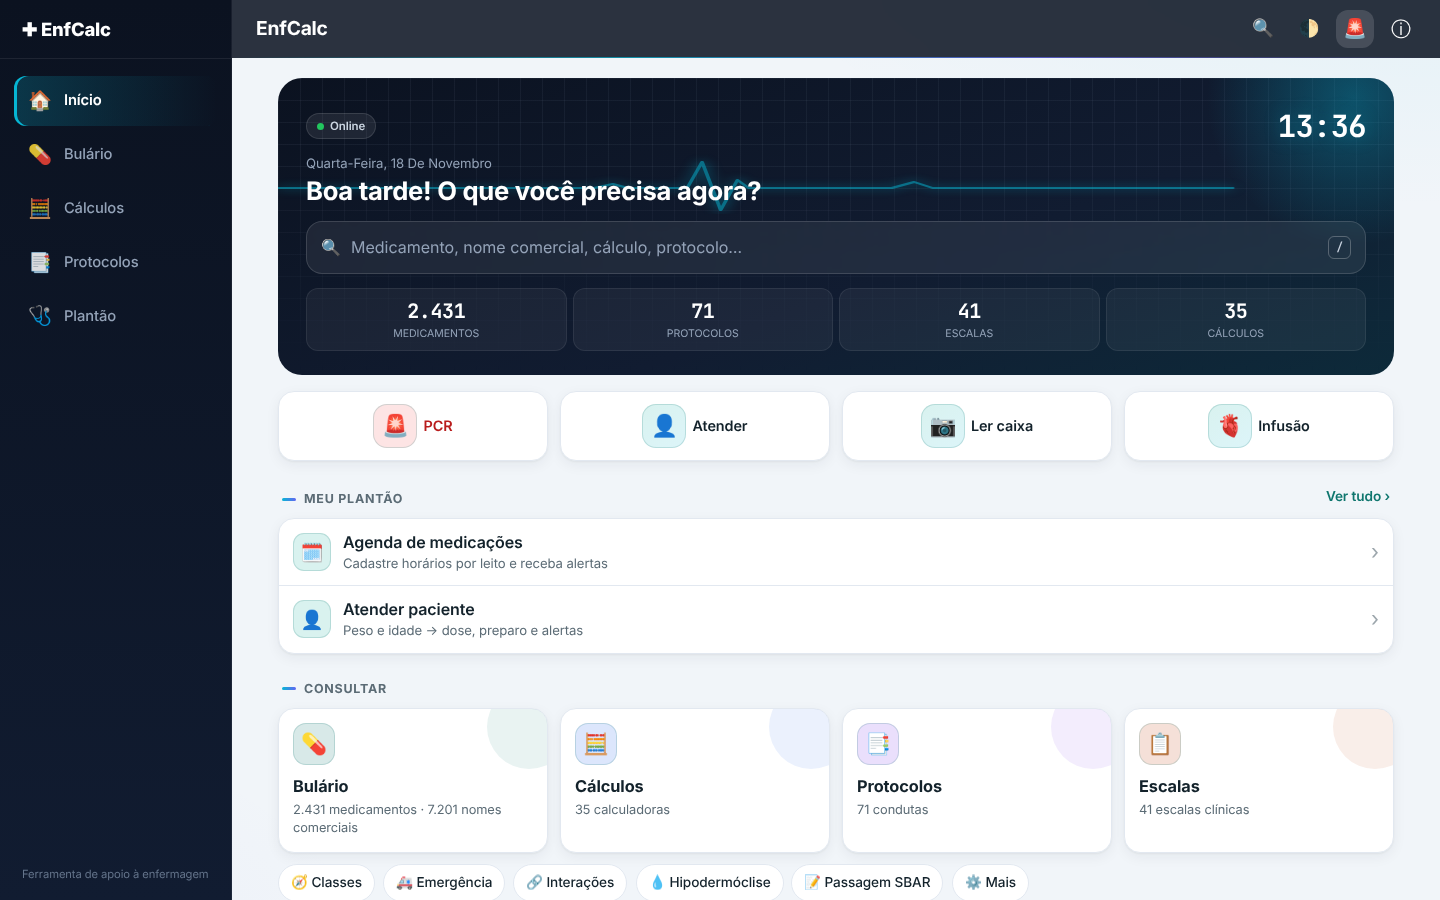 EnfCalc
Início
Bulário
Cálculos
Protocolos
Plantão
Ferramenta de apoio à enfermagem
EnfCalc
Online
13:36
Quarta-Feira, 18 De Novembro
Boa tarde! O que você precisa agora?
Medicamento, nome comercial, cálculo, protocolo...
/
2.431
MEDICAMENTOS
71
PROTOCOLOS
41
ESCALAS
35
CÁLCULOS
PCR
Atender
Ler caixa
Infusão
MEU PLANTÃO
Ver tudo ›
Agenda de medicações
Cadastre horários por leito e receba alertas
Atender paciente
Peso e idade → dose, preparo e alertas
CONSULTAR
Bulário
2.431 medicamentos · 7.201 nomes
comerciais
Cálculos
35 calculadoras
Protocolos
71 condutas
Escalas
41 escalas clínicas
Classes
Emergência
Interações
Hipodermóclise
Passagem SBAR
Mais